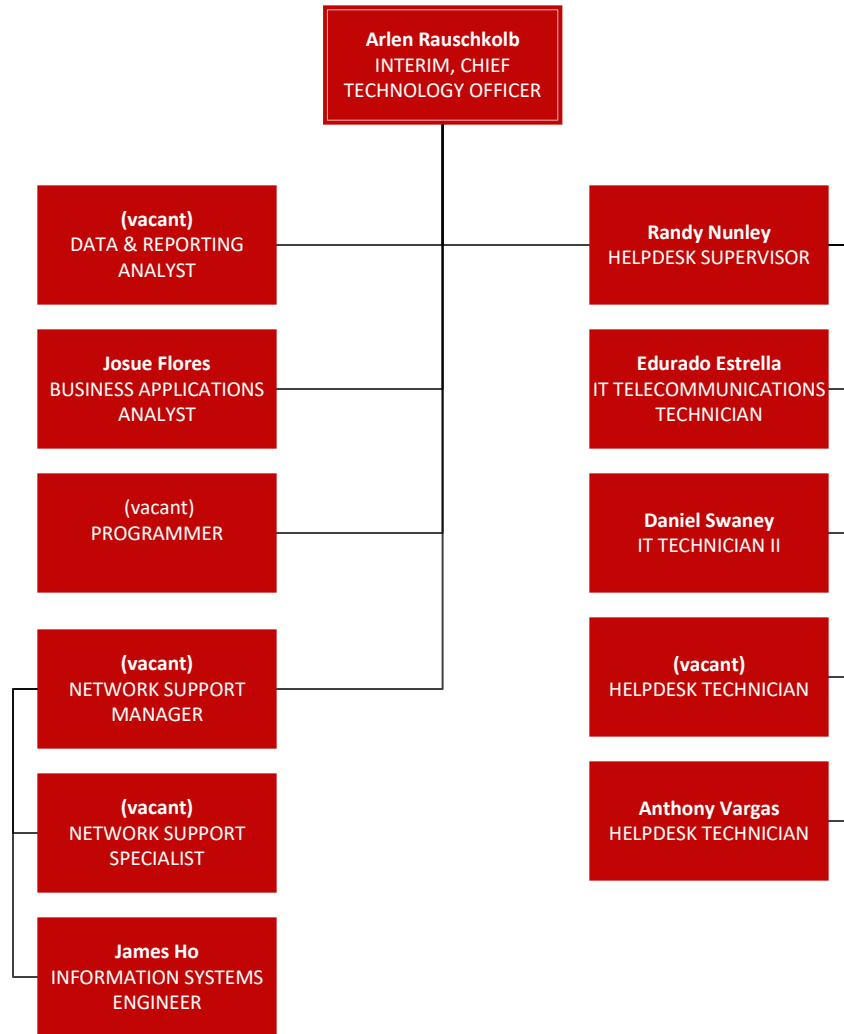 Arlen Rauschkolb
INTERIM, CHIEF
TECHNOLOGY OFFICER
(vacant)
DATA & REPORTING
ANALYST
Josue Flores
BUSINESS APPLICATIONS
ANALYST
(vacant)
PROGRAMMER
(vacant)
NETWORK SUPPORT
MANAGER
(vacant)
NETWORK SUPPORT
SPECIALIST
James Ho
INFORMATION SYSTEMS
ENGINEER
Randy Nunley
HELPDESK SUPERVISOR
Edurado Estrella
IT TELECOMMUNICATIONS
TECHNICIAN
Daniel Swaney
IT TECHNICIAN II
(vacant)
HELPDESK TECHNICIAN
Anthony Vargas
HELPDESK TECHNICIAN